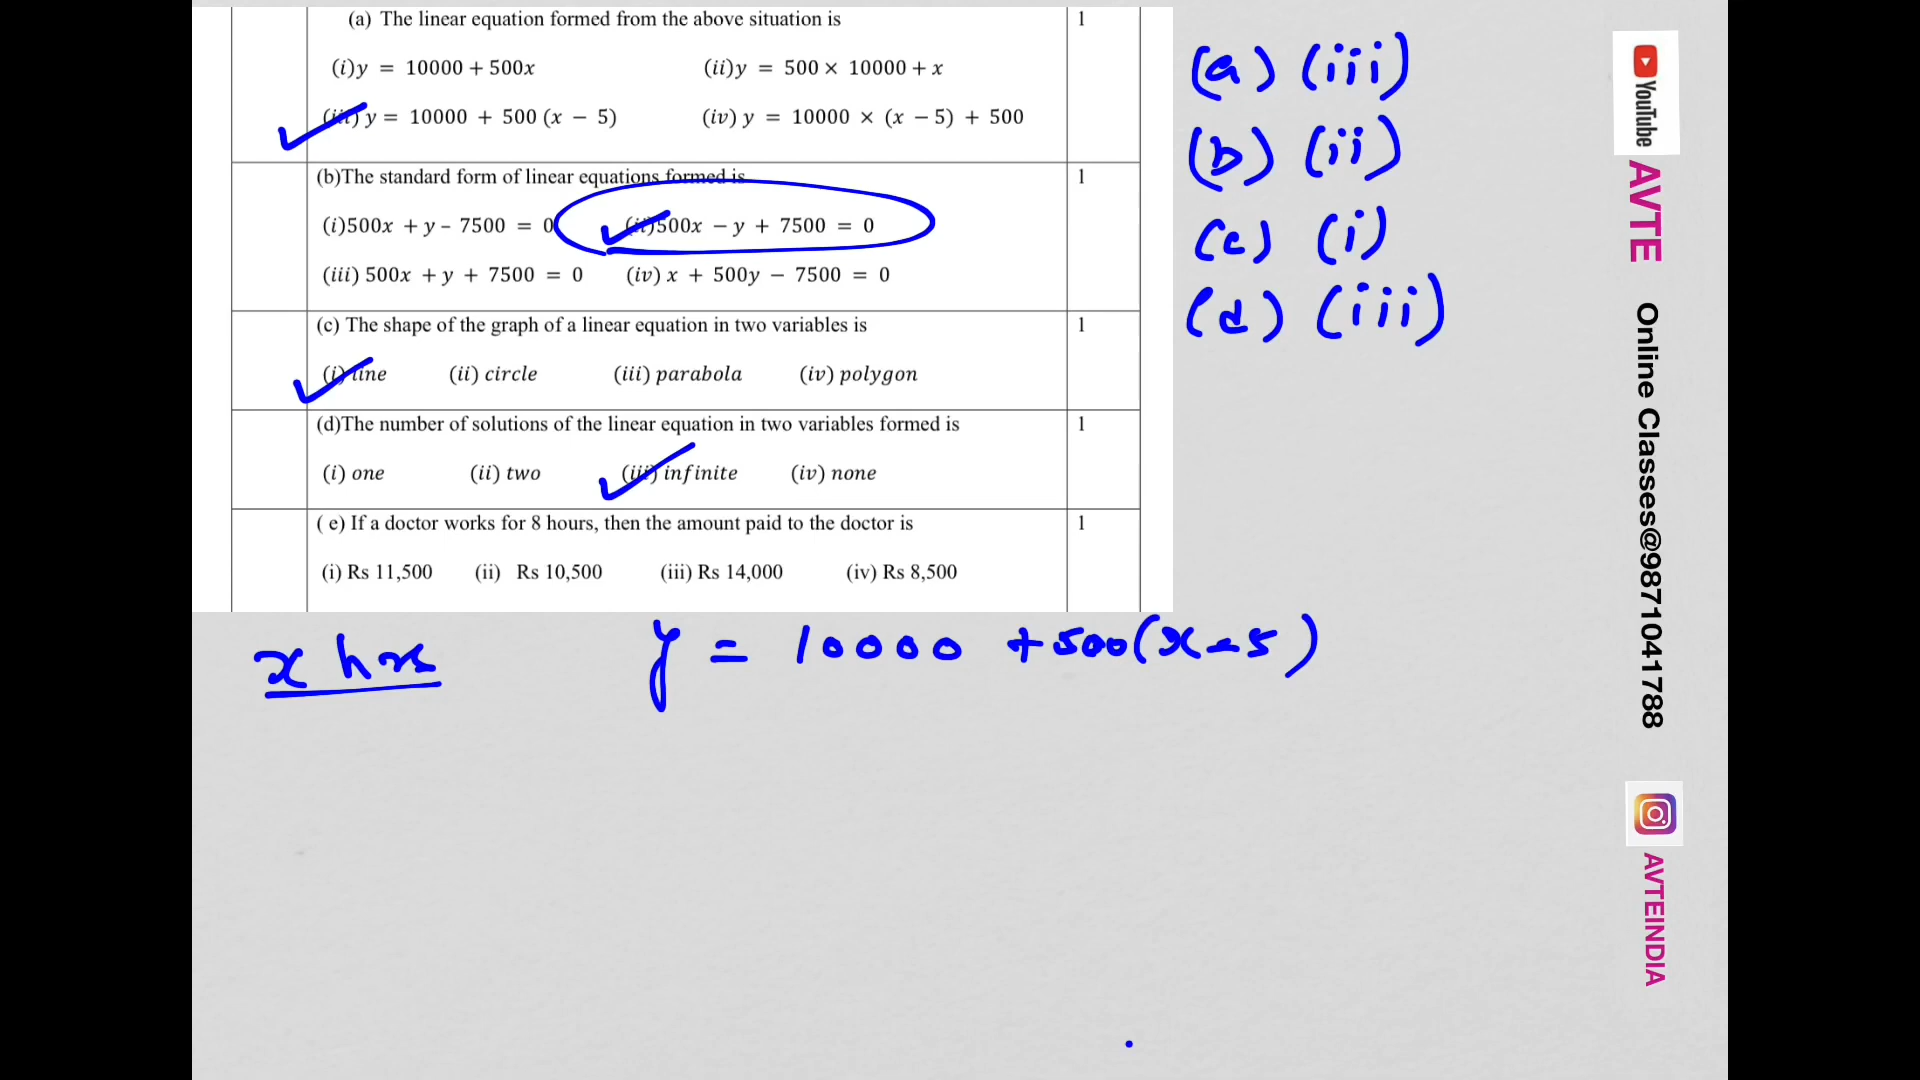 (a) The linear equation formed from the above situation is 1
(i)y = 10000 + 500x (ii)y = 500 × 10000 + x
(iii) y = 10000 + 500 (x − 5) (iv) y = 10000 × (x − 5) + 500
(b)The standard form of linear equations formed is 1
(i)500x + y – 7500 = 0 (ii)500x − y + 7500 = 0
(iii) 500x + y + 7500 = 0 (iv) x + 500y − 7500 = 0
(c) The shape of the graph of a linear equation in two variables is 1
(i) line (ii) circle (iii) parabola (iv) polygon
(d)The number of solutions of the linear equation in two variables formed is 1
(i) one (ii) two (iii) infinite (iv) none
( e) If a doctor works for 8 hours, then the amount paid to the doctor is 1
(i) Rs 11,500 (ii) Rs 10,500 (iii) Rs 14,000 (iv) Rs 8,500
(a) (iii)
(b) (ii)
(c) (i)
(d) (iii)
x hrs y = 10000 + 500(x-5)
YouTube AVTE Online Classes@9871041788
AVTEINDIA